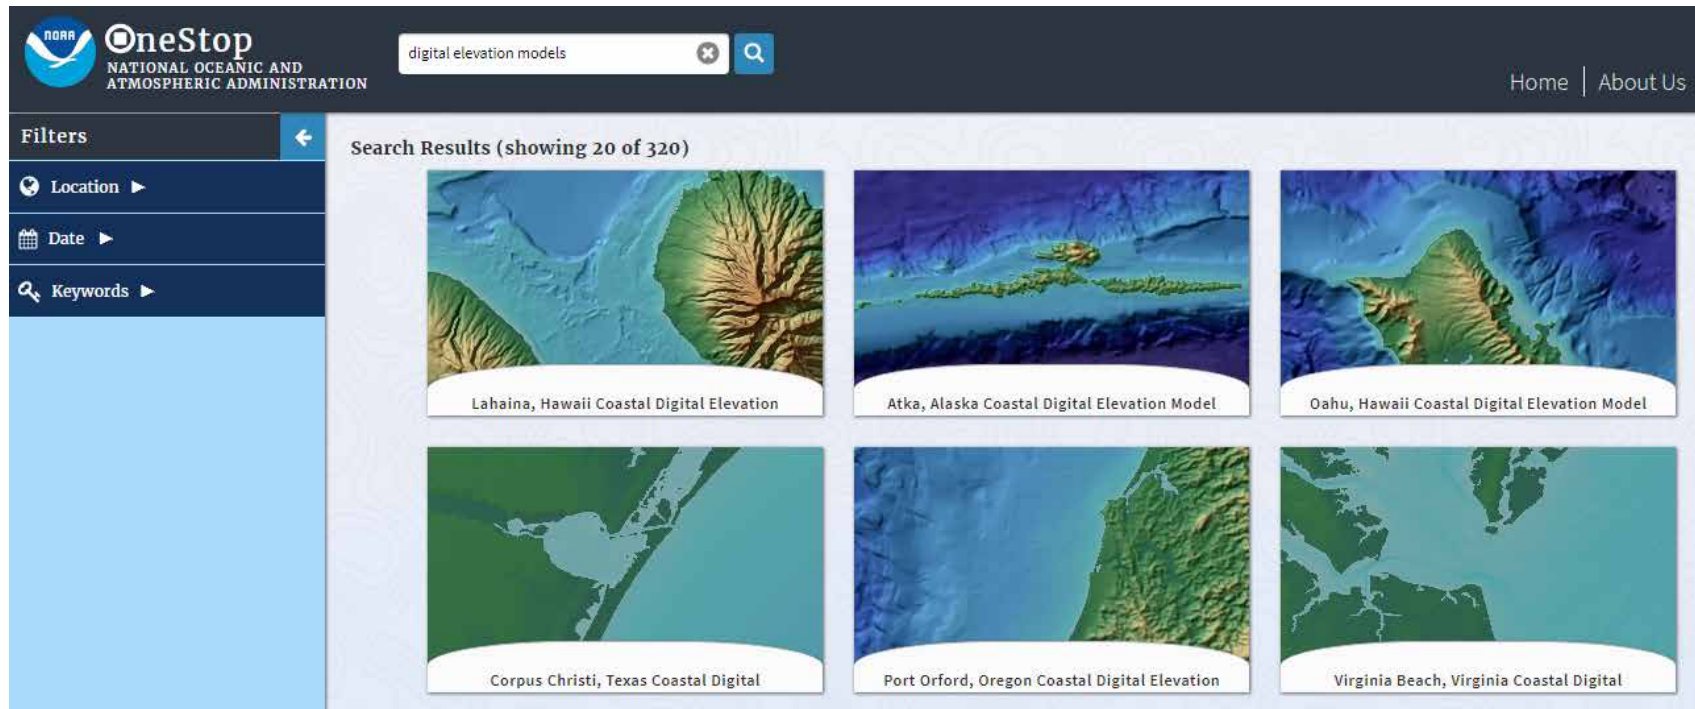 NOAA
OneStop
NATIONAL OCEANIC AND
ATMOSPHERIC ADMINISTRATION
digital elevation models
Home | About Us
Filters
Location
Date
Keywords
Search Results (showing 20 of 320)
Lahaina, Hawaii Coastal Digital Elevation
Atka, Alaska Coastal Digital Elevation Model
Oahu, Hawaii Coastal Digital Elevation Model
Corpus Christi, Texas Coastal Digital
Port Orford, Oregon Coastal Digital Elevation
Virginia Beach, Virginia Coastal Digital